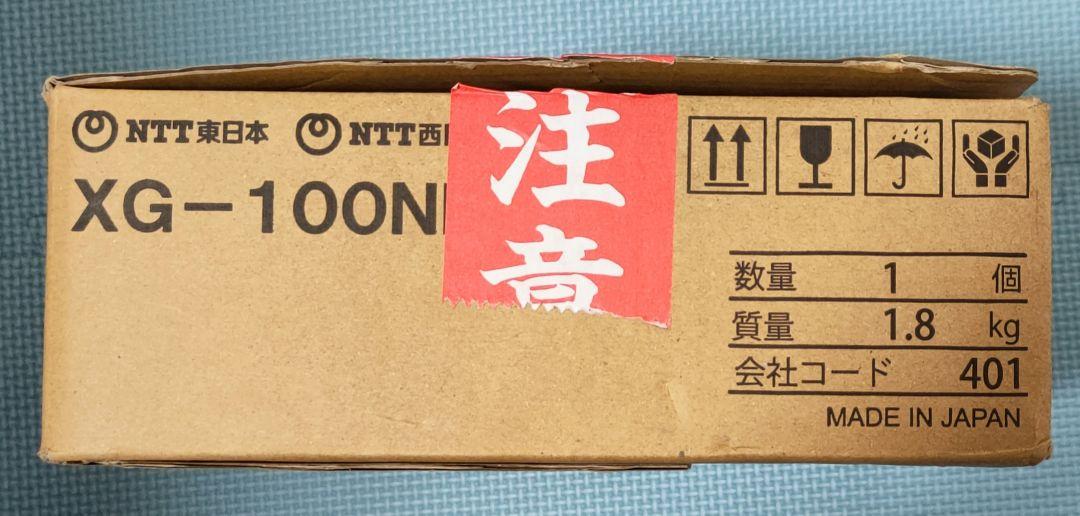 NTT東日本 NTT西
XG-100N
注
意
数量 1 個
質量 1.8 kg
会社コード 401
MADE IN JAPAN